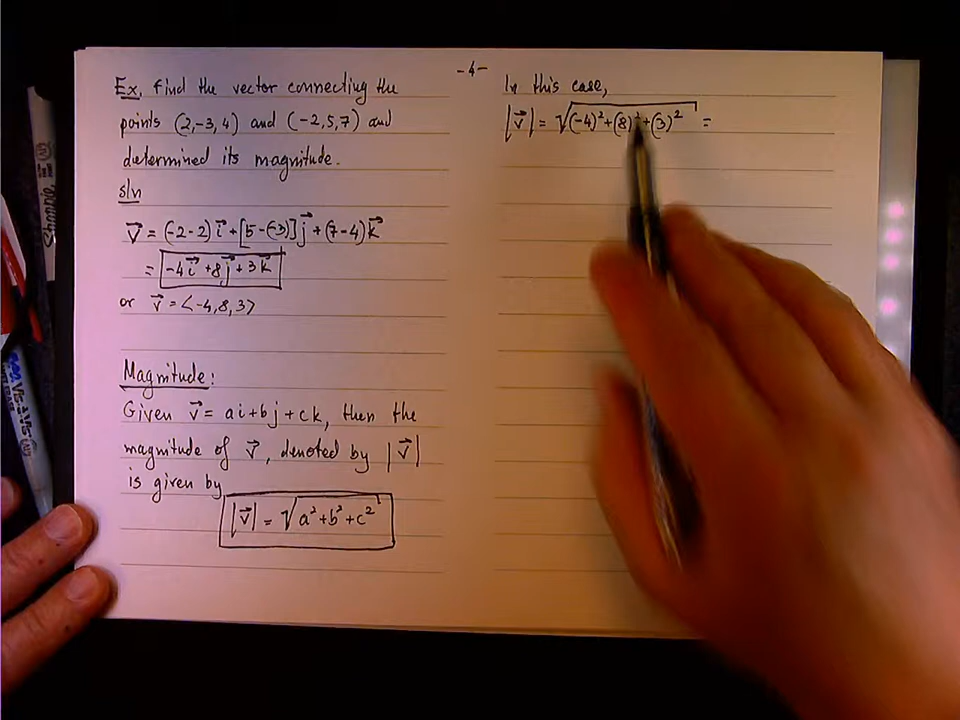 -4-
Ex. Find the vector connecting the
points (2,-3,4) and (-2,5,7) and
determined its magnitude.
sln
v⃗ = (-2-2)i⃗ + [5-(-3)]j⃗ + (7-4)k⃗
= -4i⃗ + 8j⃗ + 3k⃗
or v⃗ = <-4,8,3>
Magnitude:
Given v⃗ = ai+bj+ck, then the
magnitude of v⃗, denoted by |v⃗|
is given by
|v⃗| = √(a²+b²+c²)
In this case,
|v⃗| = √((-4)²+(8)²+(3)²) =